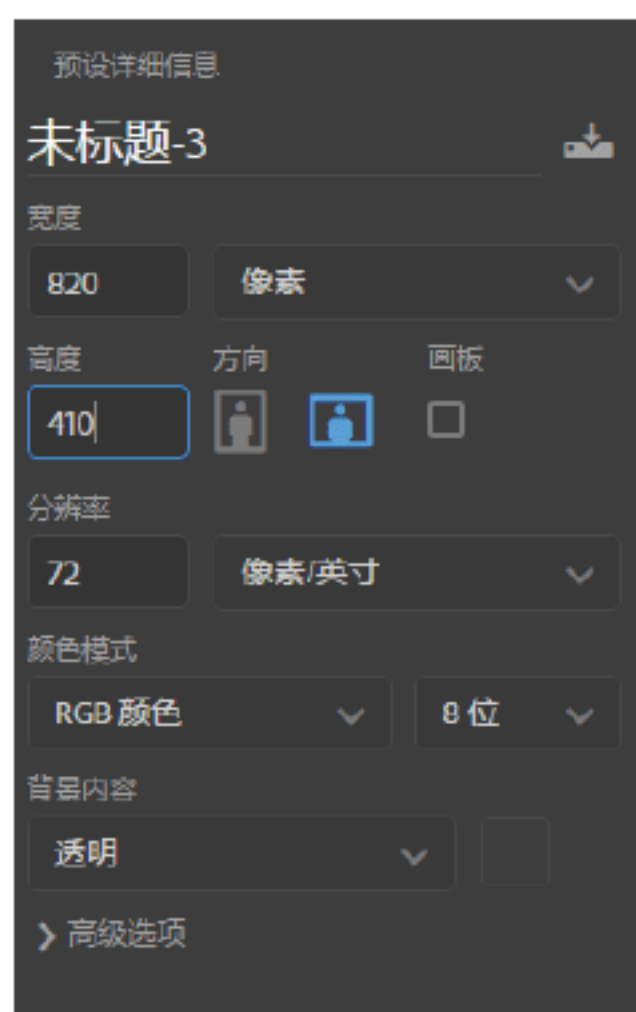 预设详细信息
未标题-3
宽度
820 像素
高度 方向 画板
410
分辨率
72 像素/英寸
颜色模式
RGB 颜色 8 位
背景内容
透明
高级选项